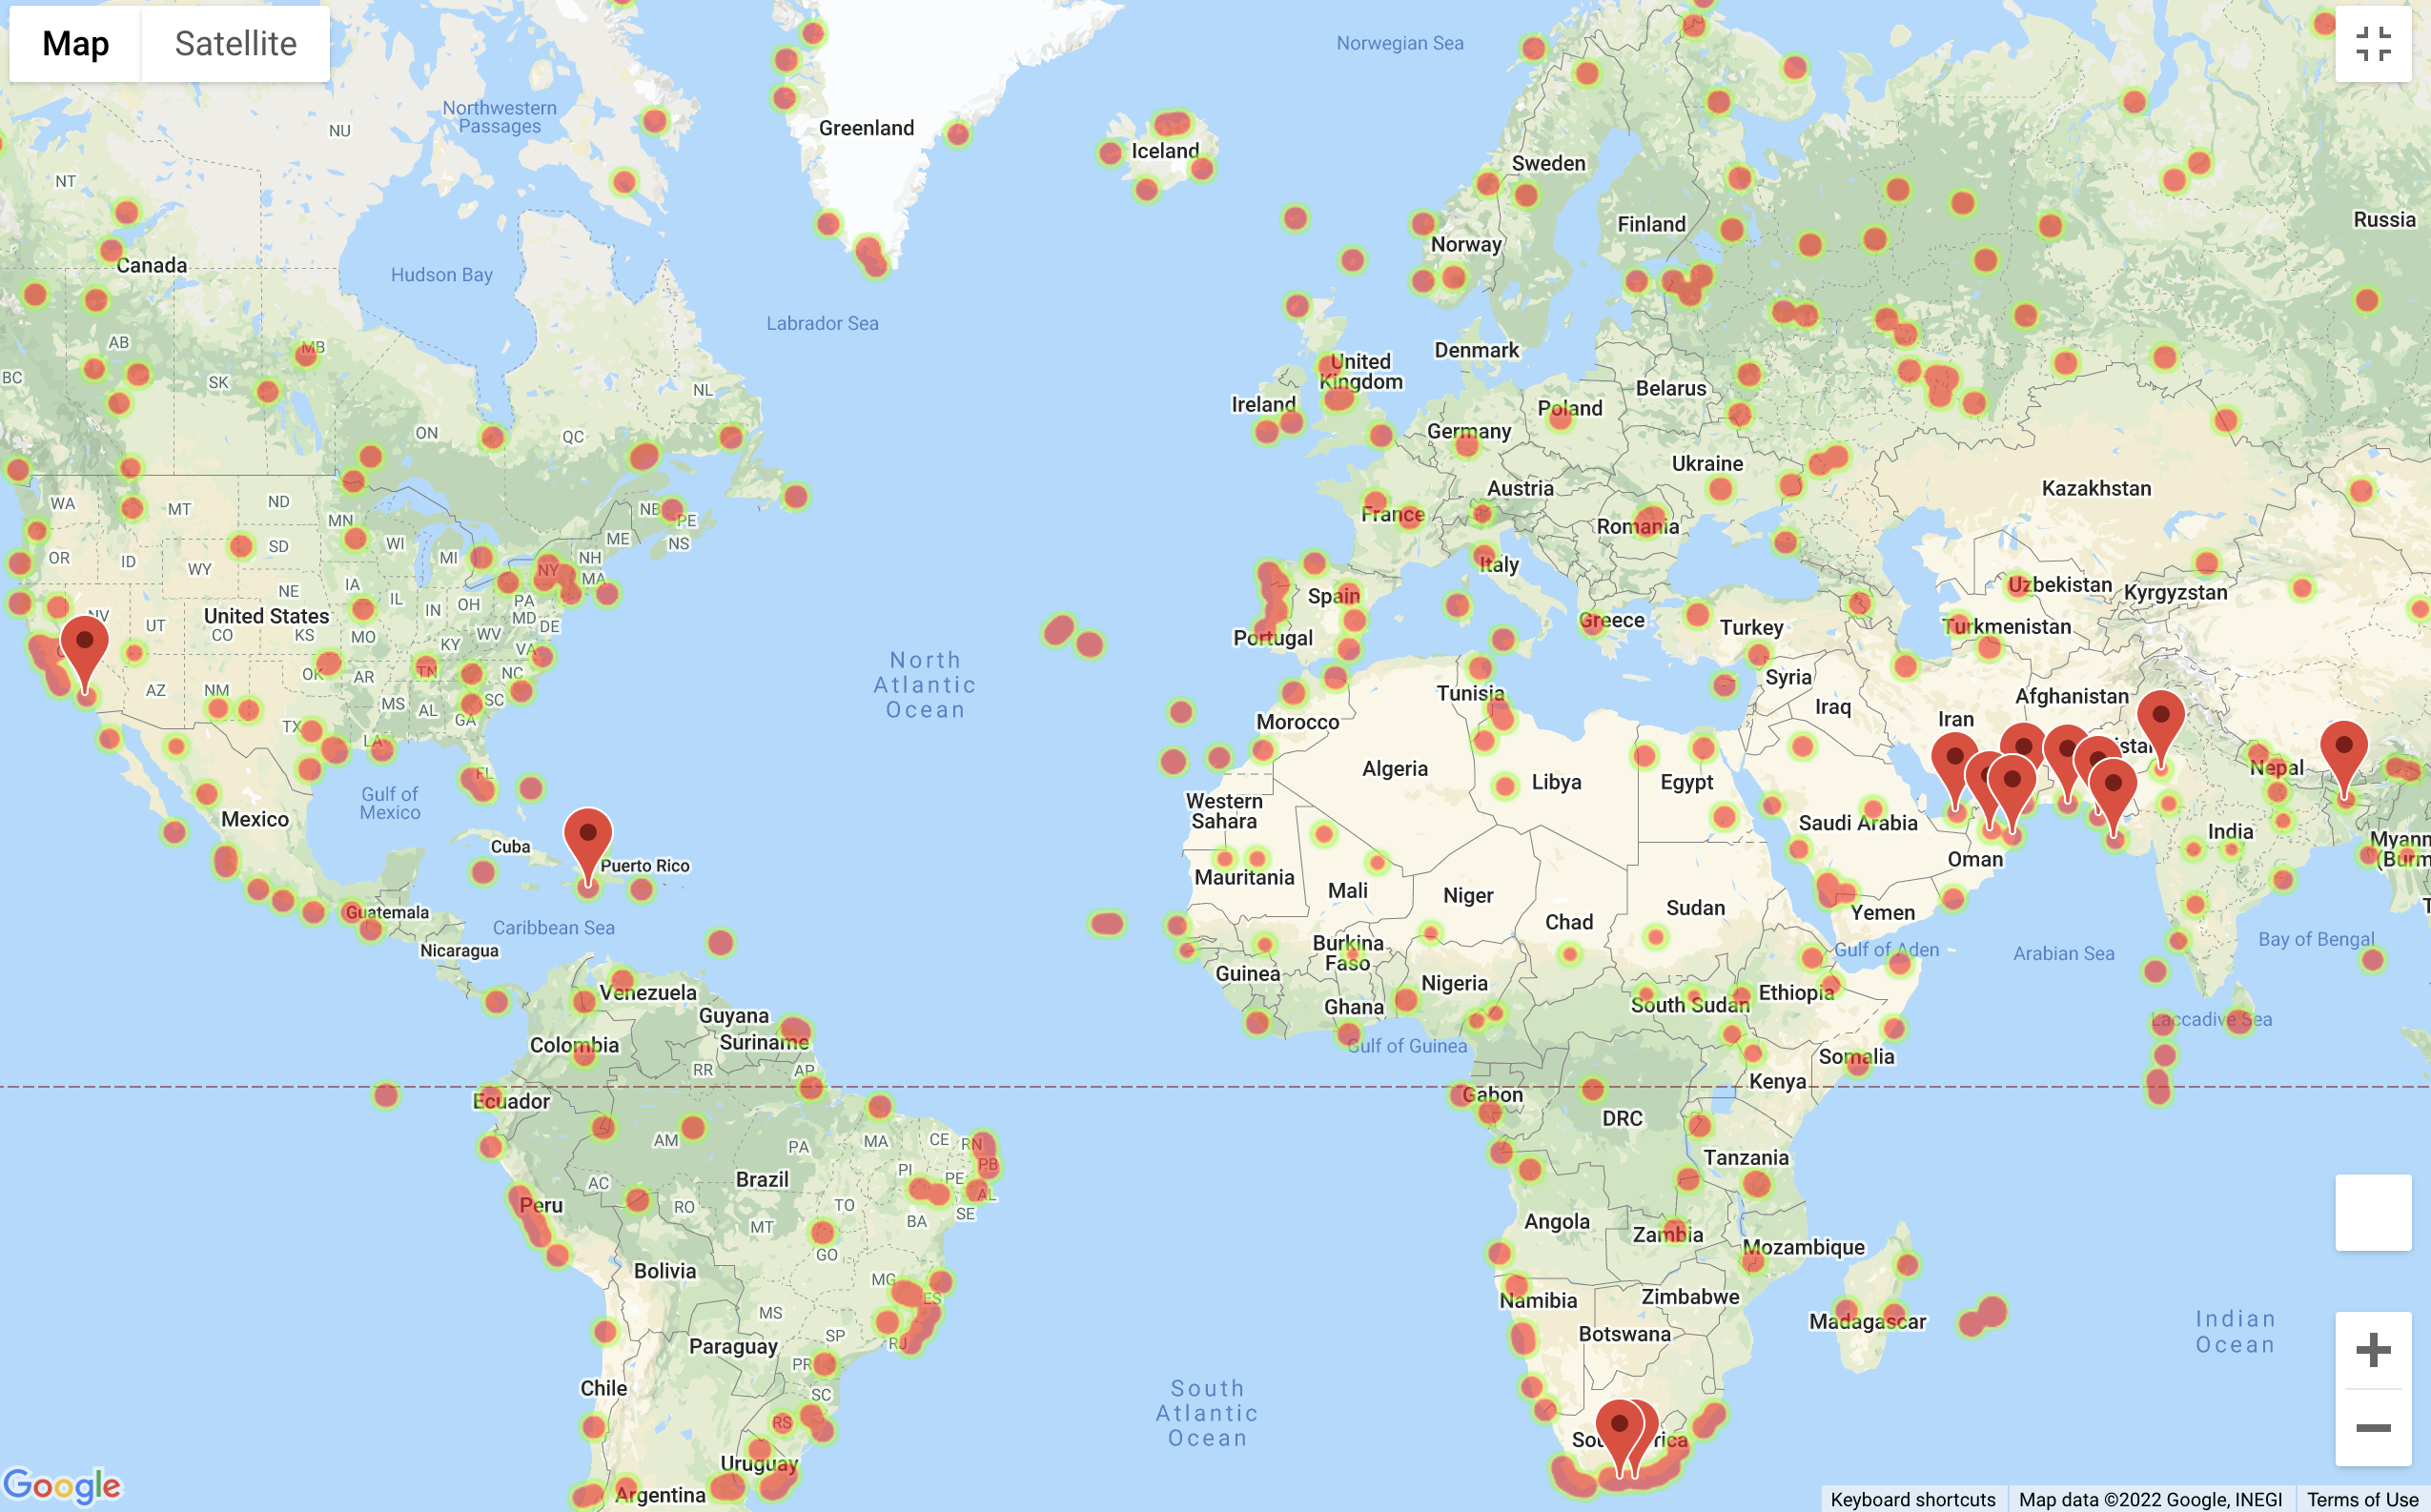 Map
Satellite
Norwegian Sea
Northwestern
Passages
NU
Greenland
Iceland
Sweden
NT
Russia
Finland
Norway
Canada
Hudson Bay
Labrador Sea
AB
MB
Denmark
United
Kingdom
BC
SK
NL
Belarus
Ireland
Poland
ON
QC
Germany
Ukraine
Austria
Kazakhstan
WA
MT
ND
NB
PE
France
Romania
MN
ME
NS
OR
ID
SD
WI
MI
NH
Italy
WY
NY
MA
Uzbekistan
Kyrgyzstan
NE
IA
IL
IN
OH
PA
Spain
NV
United States
MD
DE
Greece
Turkey
Turkmenistan
UT
CO
KS
MO
KY
WV
VA
Portugal
North
Atlantic
Ocean
AZ
NM
OK
AR
TN
NC
Syria
Tunisia
Afghanistan
MS
AL
GA
SC
Iraq
Iran
TX
LA
Morocco
FL
Algeria
Libya
Egypt
Nepal
Gulf of
Mexico
Western
Sahara
Mexico
Saudi Arabia
India
Cuba
Puerto Rico
Oman
Mauritania
Mali
Niger
Guatemala
Chad
Sudan
Yemen
Caribbean Sea
Nicaragua
Burkina
Faso
Gulf of Aden
Arabian Sea
Bay of Bengal
Guinea
Nigeria
Venezuela
Ghana
South Sudan
Ethiopia
Guyana
Laccadive Sea
Colombia
Suriname
Gulf of Guinea
Somalia
RR
AP
Kenya
Ecuador
Gabon
DRC
AM
PA
MA
CE
RN
Tanzania
PB
Brazil
PI
PE
AC
AL
Peru
RO
TO
SE
MT
BA
Angola
Zambia
GO
Mozambique
Bolivia
MG
ES
Namibia
Zimbabwe
MS
Madagascar
Indian
Ocean
SP
RJ
Botswana
Paraguay
PR
Chile
SC
South
Atlantic
Ocean
RS
Uruguay
Argentina
Google
Keyboard shortcuts
Map data ©2022 Google, INEGI
Terms of Use